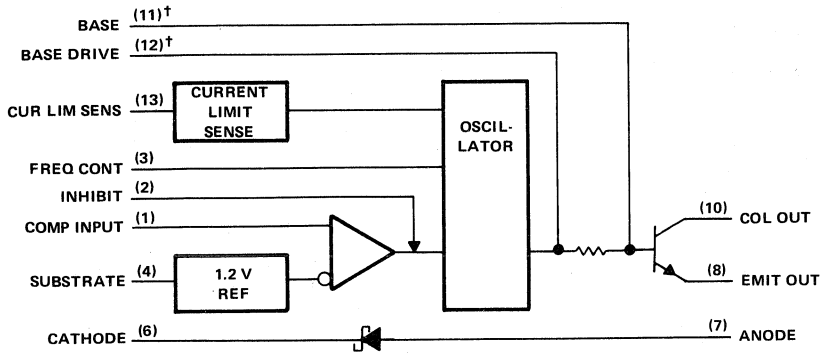 BASE (11)†
BASE DRIVE (12)†
CUR LIM SENS (13)
CURRENT
LIMIT
SENSE
OSCIL-
LATOR
FREQ CONT (3)
INHIBIT (2)
COMP INPUT (1)
(10) COL OUT
SUBSTRATE (4)
1.2 V
REF
(8) EMIT OUT
CATHODE (6)
(7) ANODE